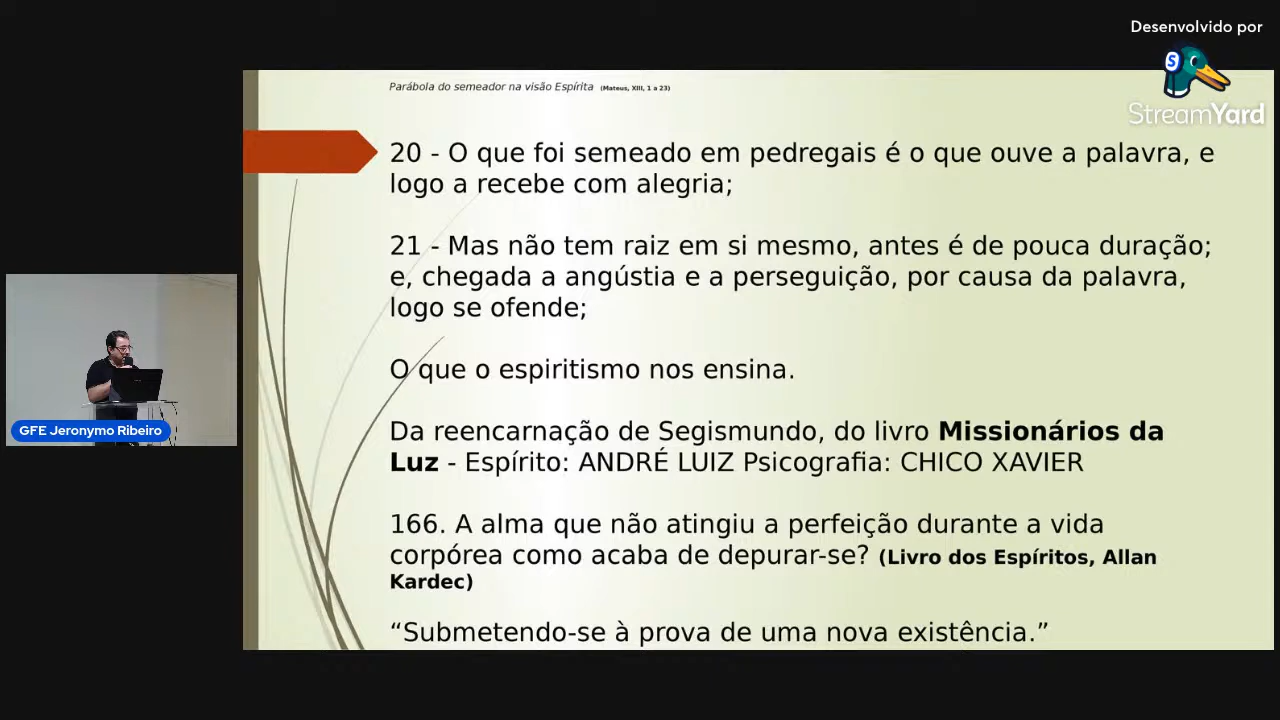 Desenvolvido por
StreamYard
Parábola do semeador na visão Espírita (Mateus, XIII, 1 a 23)
20 - O que foi semeado em pedregais é o que ouve a palavra, e
logo a recebe com alegria;
21 - Mas não tem raiz em si mesmo, antes é de pouca duração;
e, chegada a angústia e a perseguição, por causa da palavra,
logo se ofende;
O que o espiritismo nos ensina.
Da reencarnação de Segismundo, do livro Missionários da
Luz - Espírito: ANDRÉ LUIZ Psicografia: CHICO XAVIER
166. A alma que não atingiu a perfeição durante a vida
corpórea como acaba de depurar-se? (Livro dos Espíritos, Allan
Kardec)
“Submetendo-se à prova de uma nova existência.”
GFE Jeronymo Ribeiro